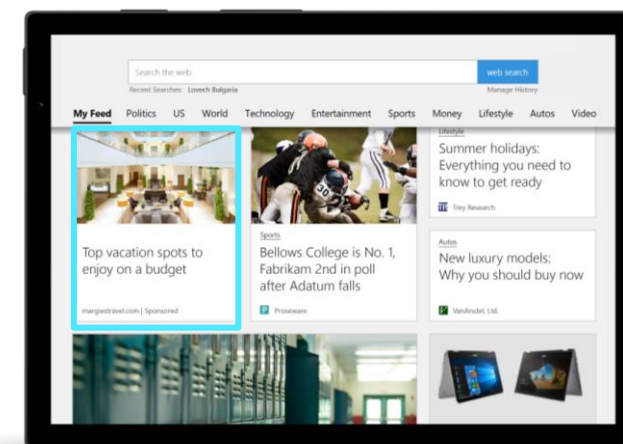 Search the web
web search
Recent Searches: Lovech Bulgaria
Manage History
My Feed Politics US World Technology Entertainment Sports Money Lifestyle Autos Video
Top vacation spots to
enjoy on a budget
margiestravel.com | Sponsored
Sports
Bellows College is No. 1,
Fabrikam 2nd in poll
after Adatum falls
Proseware
Lifestyle
Summer holidays:
Everything you need to
know to get ready
Trey Research
Autos
New luxury models:
Why you should buy now
VanArsdel, Ltd.